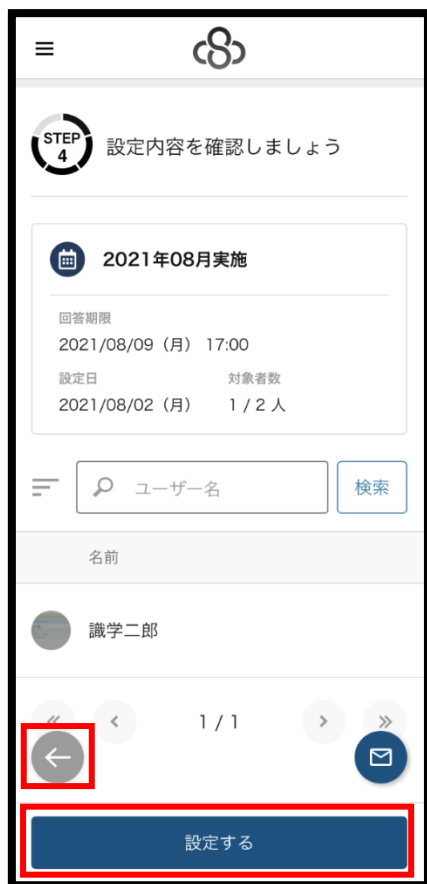 STEP
4
設定内容を確認しましょう
2021年08月実施
回答期限
2021/08/09（月） 17:00
設定日 対象者数
2021/08/02（月） 1 / 2 人
ユーザー名 検索
名前
識学二郎
« ‹ 1 / 1 › »
設定する